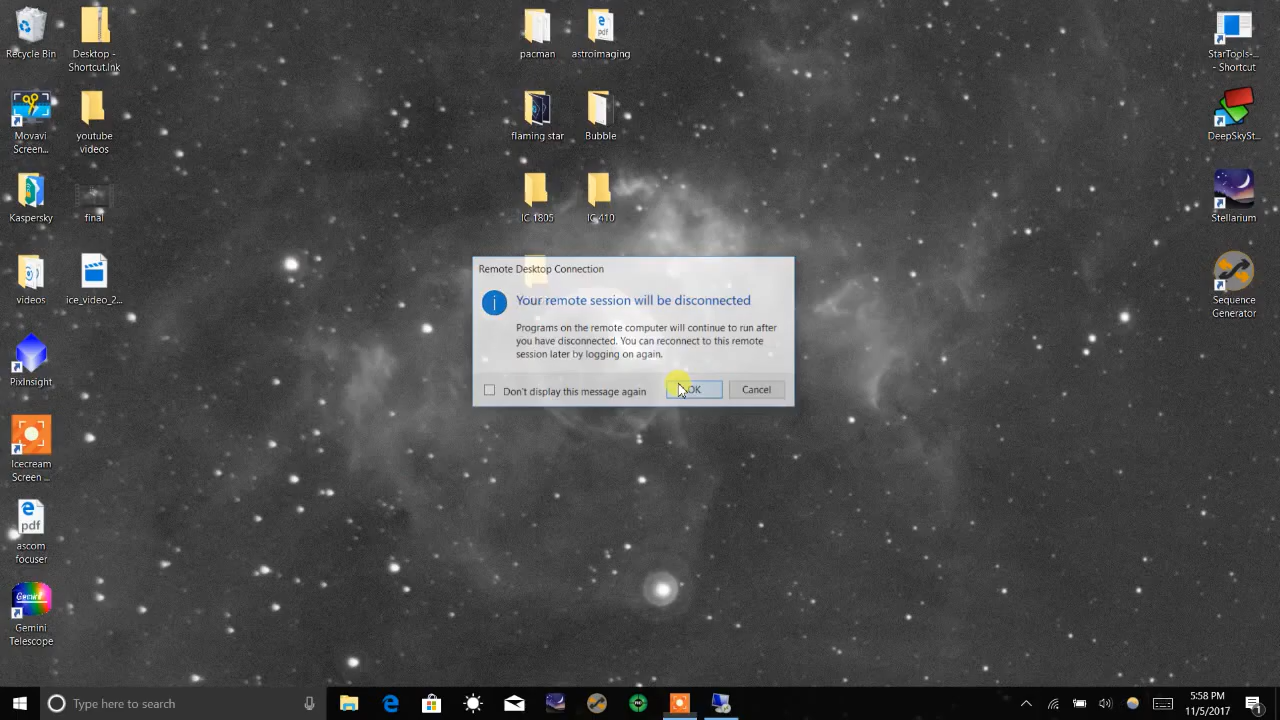 Recycle Bin
Desktop -
Shortcut.lnk
pacman
astroimaging
StarTools-...
- Shortcut
Movavi
Screen...
youtube
videos
flaming star
Bubble
DeepSkySt...
Kaspersky
final
IC 1805
IC 410
Stellarium
videos
ice_video_2...
Sequence
Generator
Remote Desktop Connection
Your remote session will be disconnected
Programs on the remote computer will continue to run after
you have disconnected. You can reconnect to this remote
session later by logging on again.
Don't display this message again
OK
Cancel
PixInsight
Icecream
Screen ...
pdf
pdf
ascom
focuser
Gemini
Gemini
Telescope
Type here to search
5:58 PM
11/5/2017
1